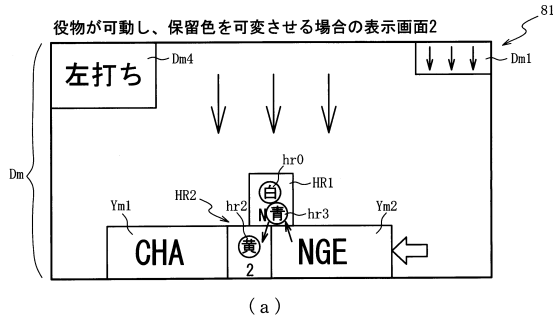 役物が可動し、保留色を可変させる場合の表示画面2
81
左打ち
Dm4
Dm1
Dm
hr0
白
HR1
N
青
hr3
HR2
hr2
Ym1
Ym2
CHA
黄
2
NGE
(a)